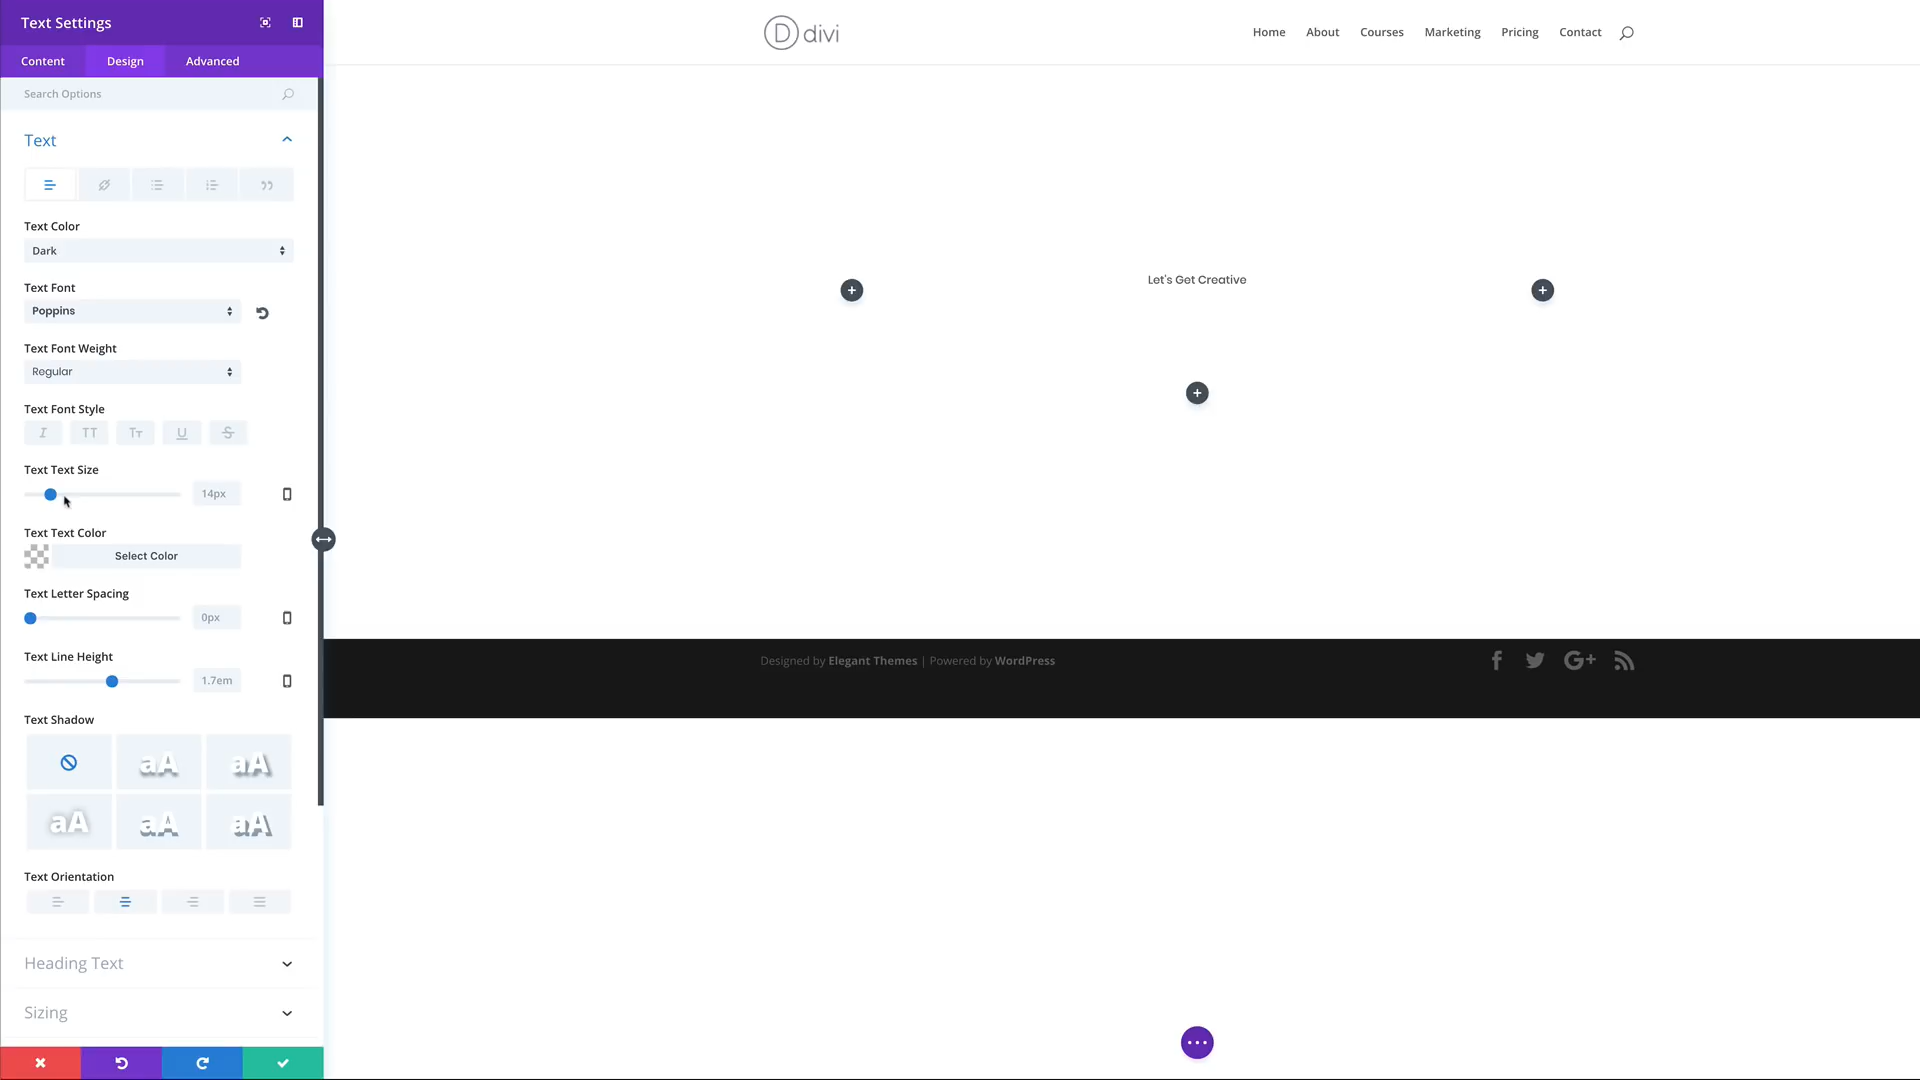 Text Settings
Content Design Advanced
Search Options
Text
Text Color
Dark
Text Font
Poppins
Text Font Weight
Regular
Text Font Style
I TT Tт U S
Text Text Size
14px
Text Text Color
Select Color
Text Letter Spacing
0px
Text Line Height
1.7em
Text Shadow
aA aA
aA aA aA
Text Orientation
Heading Text
Sizing
D divi
Home About Courses Marketing Pricing Contact
Let's Get Creative
Designed by Elegant Themes | Powered by WordPress
G+